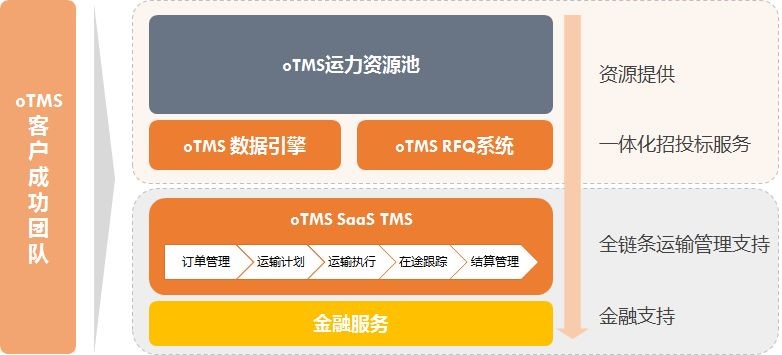 oTMS
客
户
成
功
团
队
oTMS运力资源池
资源提供
oTMS 数据引擎
oTMS RFQ系统
一体化招投标服务
oTMS SaaS TMS
订单管理
运输计划
运输执行
在途跟踪
结算管理
全链条运输管理支持
金融服务
金融支持